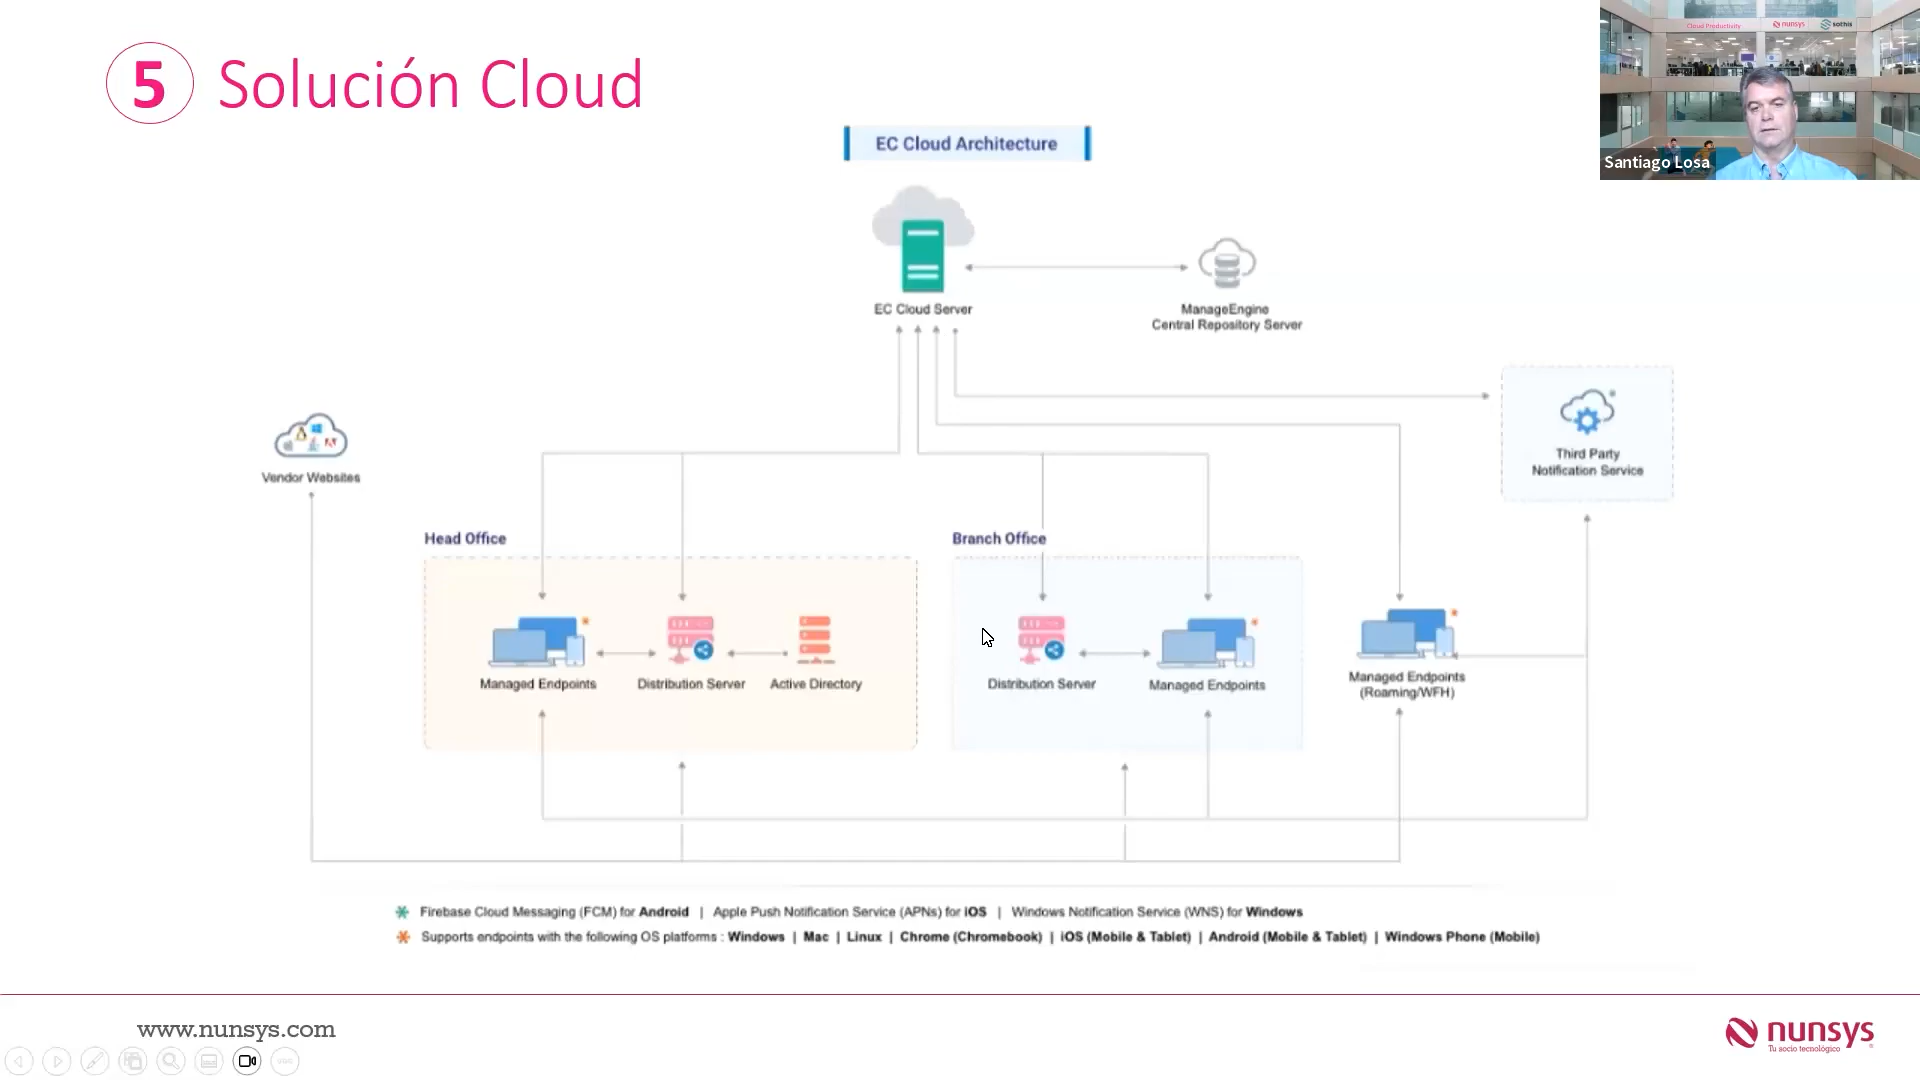 5 Solución Cloud
Cloud Productivity
nunsys
sothis
Santiago Losa
EC Cloud Architecture
EC Cloud Server
ManageEngine
Central Repository Server
Vendor Websites
Third Party
Notification Service
Head Office
Branch Office
Managed Endpoints
Distribution Server
Active Directory
Distribution Server
Managed Endpoints
Managed Endpoints
(Roaming/WFH)
Firebase Cloud Messaging (FCM) for Android | Apple Push Notification Service (APNs) for iOS | Windows Notification Service (WNS) for Windows
Supports endpoints with the following OS platforms : Windows | Mac | Linux | Chrome (Chromebook) | iOS (Mobile & Tablet) | Android (Mobile & Tablet) | Windows Phone (Mobile)
www.nunsys.com
nunsys
Tu socio tecnológico